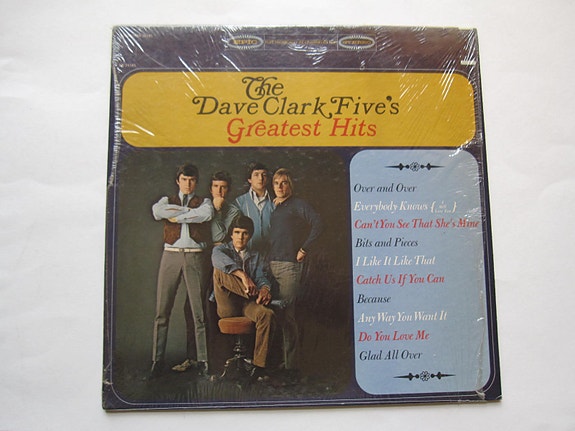 STEREO
The
Dave Clark Five's
Greatest Hits
Over and Over
Everybody Knows
Can't You See That She's Mine
Bits and Pieces
I Like It Like That
Catch Us If You Can
Because
Any Way You Want It
Do You Love Me
Glad All Over